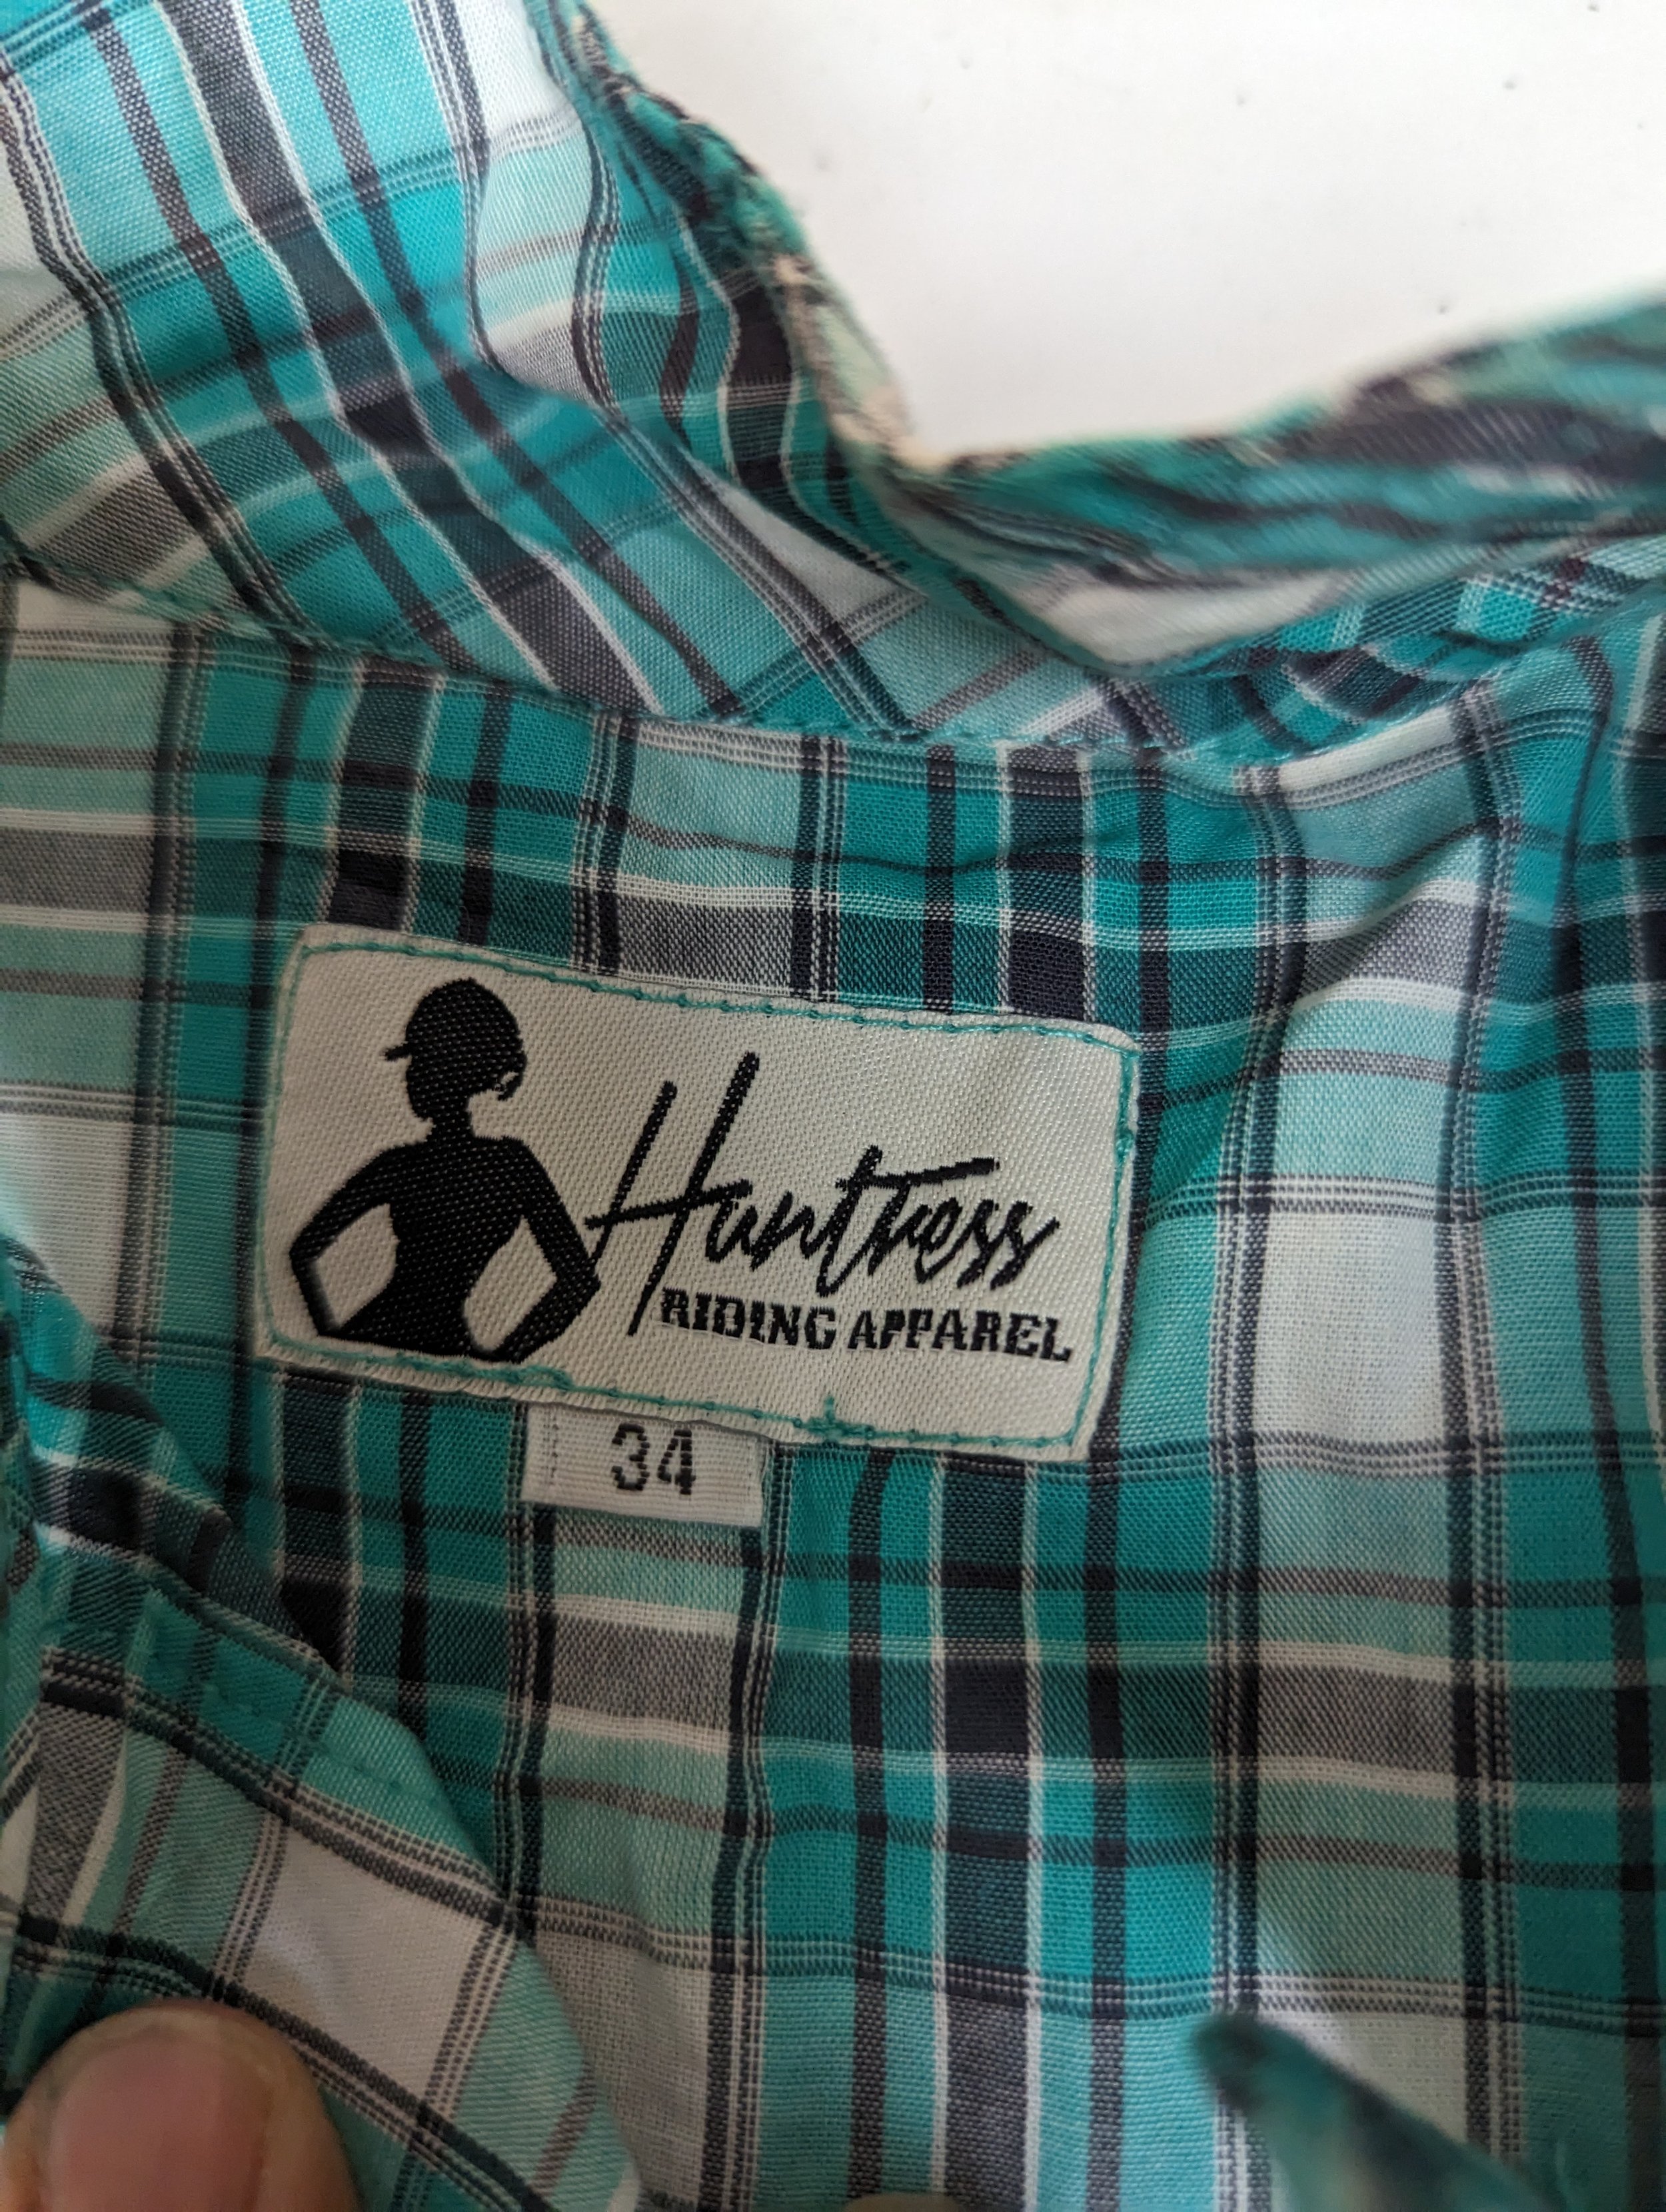 Huntress
RIDING APPAREL
34